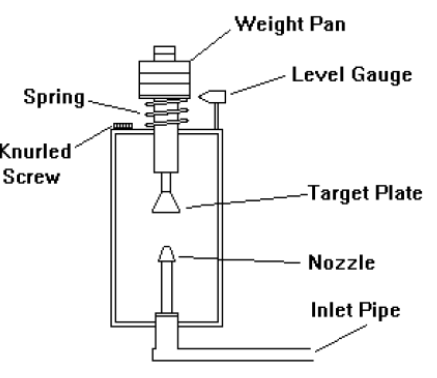 Weight Pan
Level Gauge
Spring
Knurled
Screw
Target Plate
Nozzle
Inlet Pipe